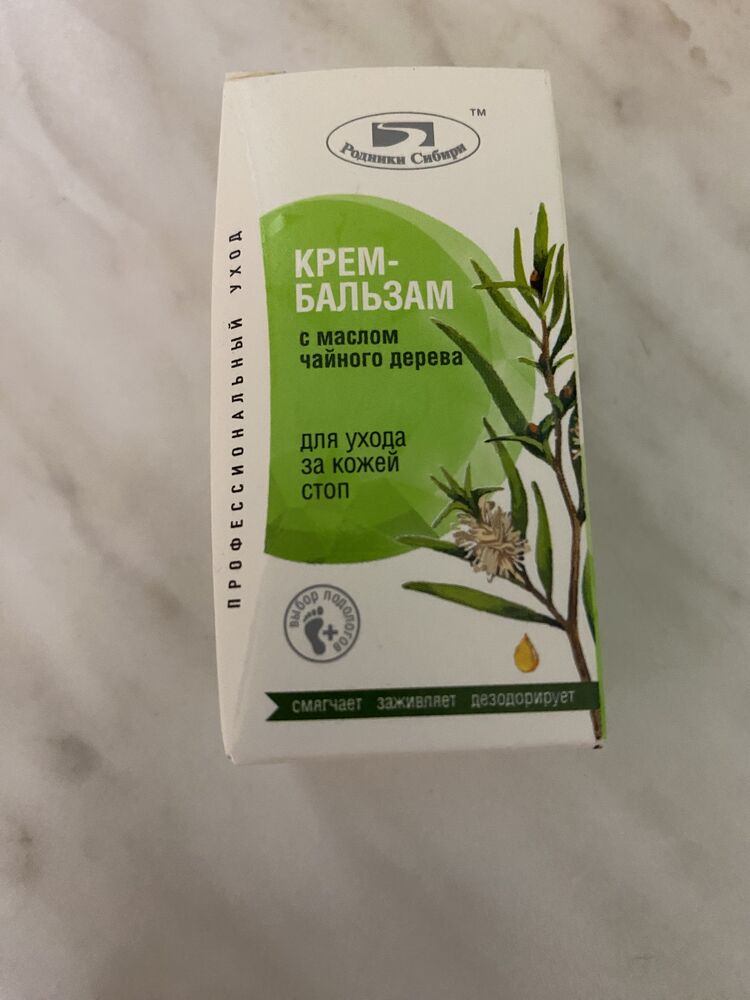 Родники Сибири
TM
КРЕМ-
БАЛЬЗАМ
с маслом
чайного дерева
для ухода
за кожей
стоп
ПРОФЕССИОНАЛЬНЫЙ УХОД
выбор подологов
смягчает заживляет дезодорирует